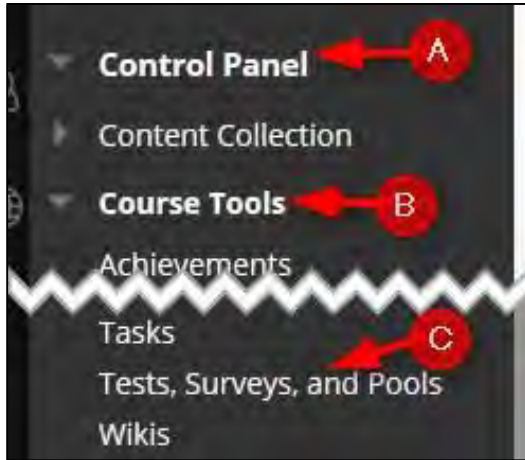 Control Panel A
Content Collection
Course Tools B
Achievements
Tasks
C
Tests, Surveys, and Pools
Wikis